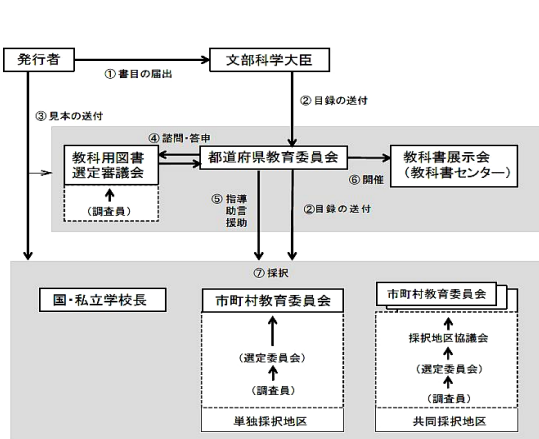 発行者
文部科学大臣
①書目の届出
②目録の送付
③見本の送付
④諮問・答申
教科用図書
選定審議会
(調査員)
都道府県教育委員会
教科書展示会
(教科書センター)
⑥開催
⑤指導
助言
援助
②目録の送付
⑦採択
国・私立学校長
市町村教育委員会
(選定委員会)
(調査員)
単独採択地区
市町村教育委員会
採択地区協議会
(選定委員会)
(調査員)
共同採択地区